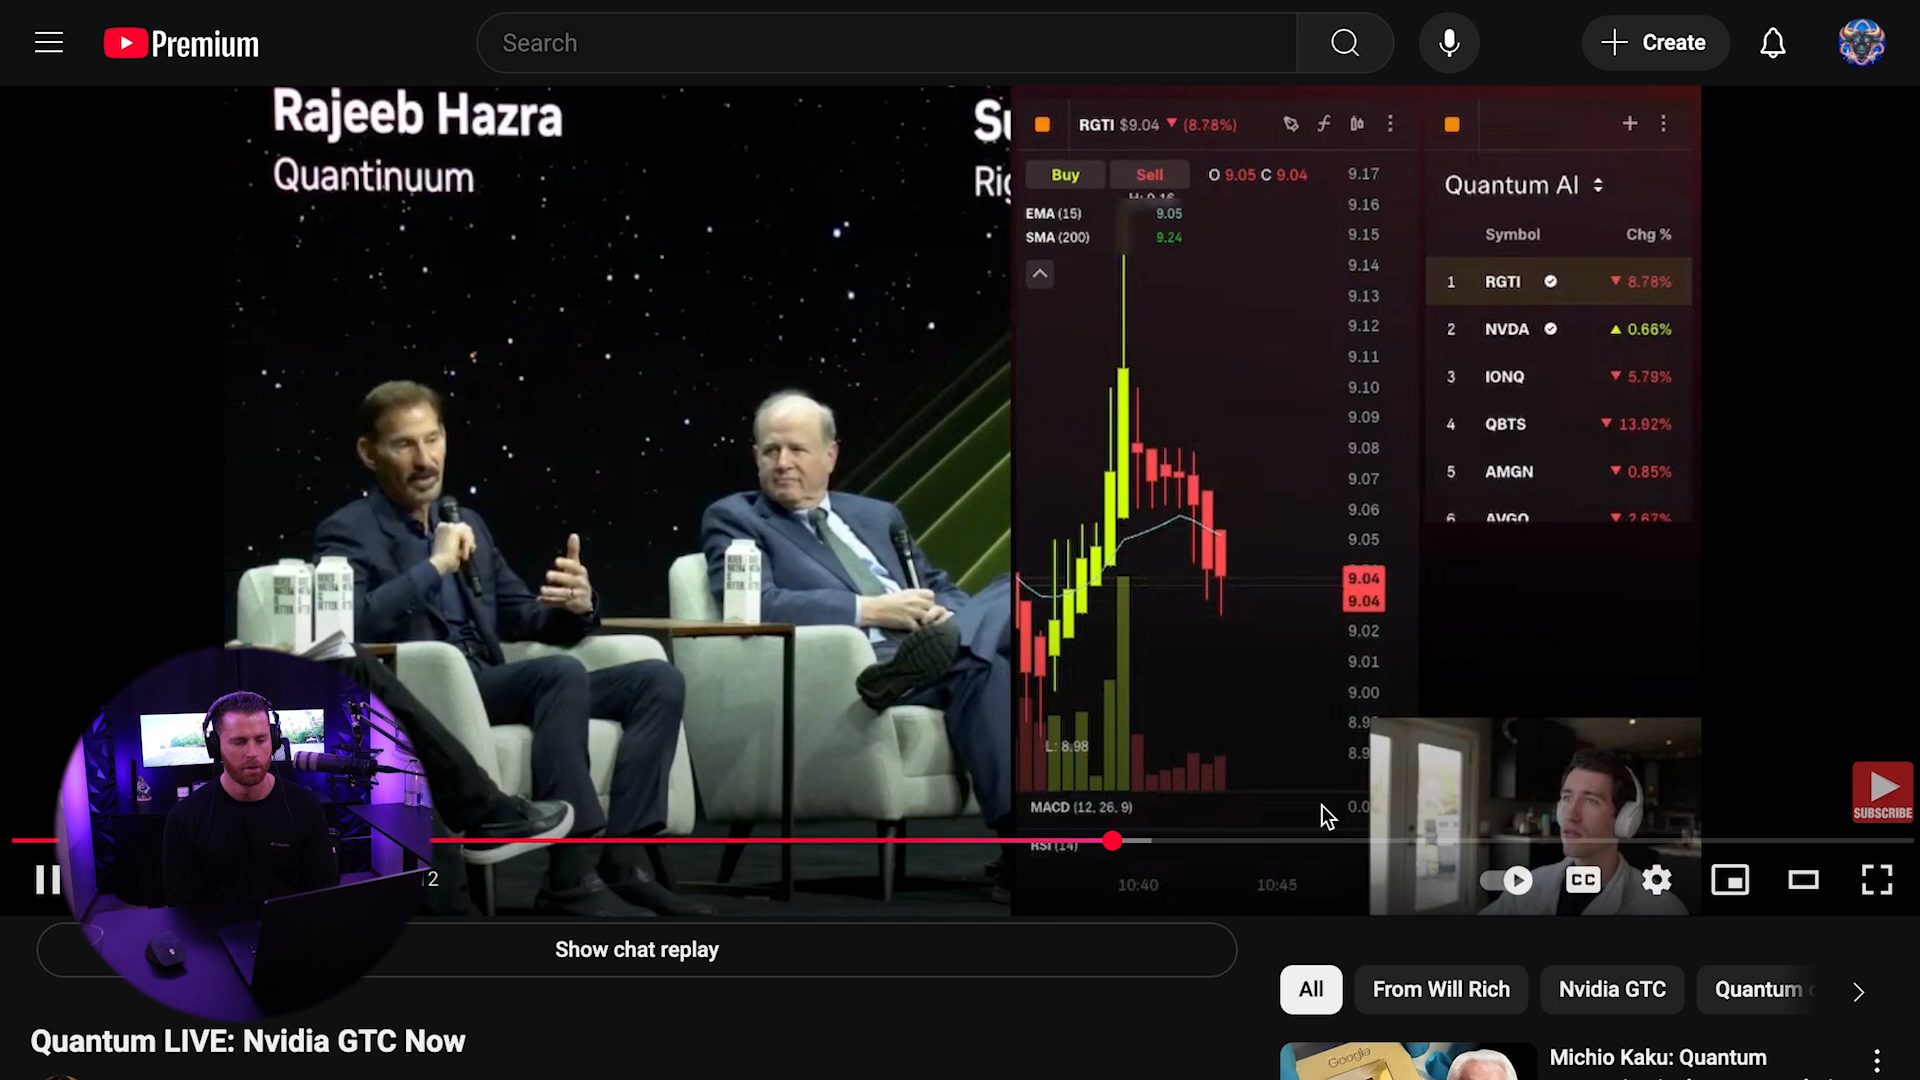 Premium
Search
Create
Rajeeb Hazra
Quantinuum
RGTI $9.04 ▼ (8.78%)
Buy
Sell
O 9.05 C 9.04
EMA (15) 9.05
SMA (200) 9.24
9.17
9.16
9.15
9.14
9.13
9.12
9.11
9.10
9.09
9.08
9.07
9.06
9.05
9.04
9.04
9.02
9.01
9.00
L: 8.98
MACD (12, 26, 9)
RSI (14)
10:40
10:45
Quantum AI
Symbol Chg %
1 RGTI ▼ 8.78%
2 NVDA ▲ 0.66%
3 IONQ ▼ 5.79%
4 QBTS ▼ 13.92%
5 AMGN ▼ 0.85%
6 AVGO ▼ 2.67%
SUBSCRIBE
CC
Show chat replay
All
From Will Rich
Nvidia GTC
Quantum
Quantum LIVE: Nvidia GTC Now
Google
Michio Kaku: Quantum